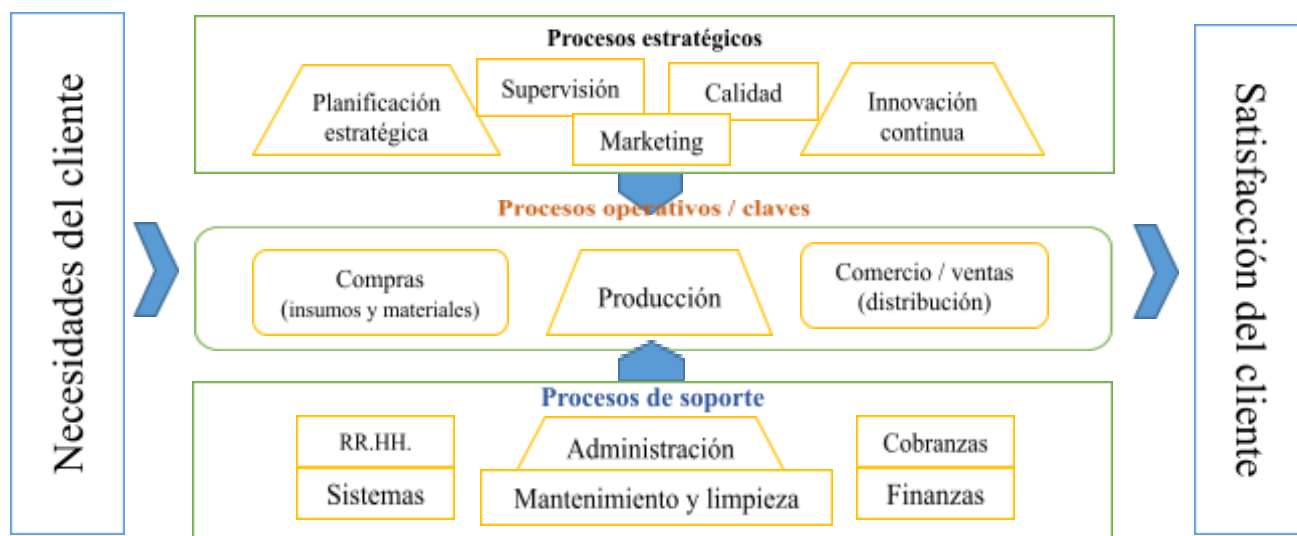 Necesidades del cliente
Procesos estratégicos
Planificación
estratégica
Supervisión
Calidad
Marketing
Innovación
continua
Procesos operativos / claves
Compras
(insumos y materiales)
Producción
Comercio / ventas
(distribución)
Procesos de soporte
RR.HH.
Sistemas
Administración
Mantenimiento y limpieza
Cobranzas
Finanzas
Satisfacción del cliente